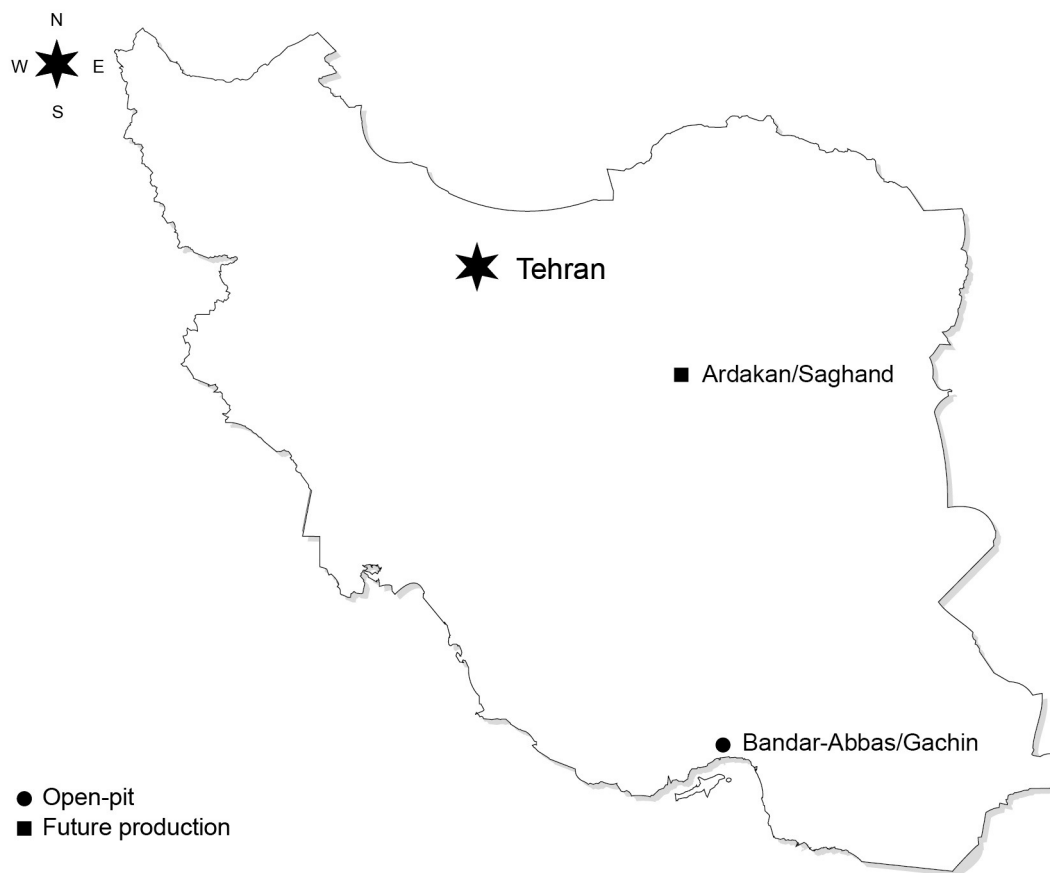 N
W E
S
Tehran
Ardakan/Saghand
Bandar-Abbas/Gachin
Open-pit
Future production